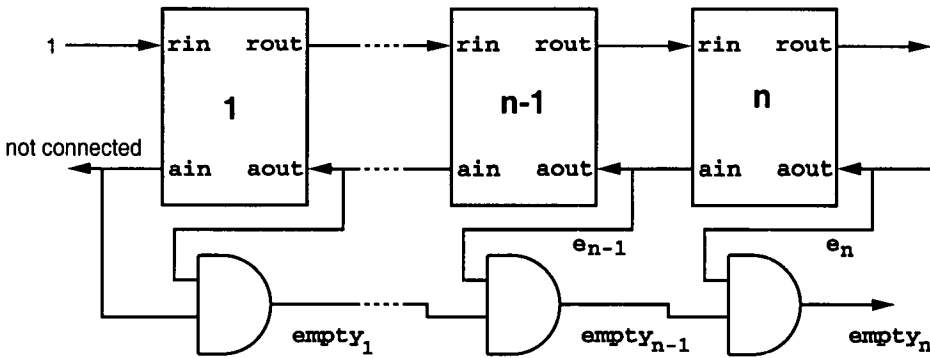 1 rin rout rin rout rin rout
1 n-1 n
not connected
ain aout ain aout ain aout
e_{n-1} e_n
empty_1 empty_{n-1} empty_n